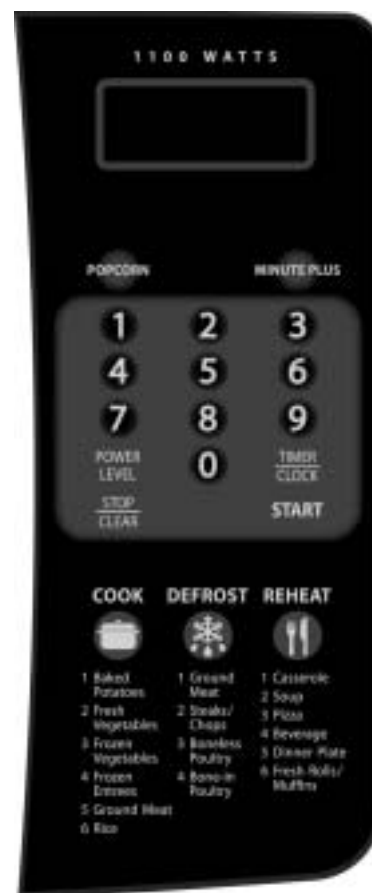 1100 WATTS
POPCORN MINUTE PLUS
1 2 3
4 5 6
7 8 9
POWER LEVEL
0
TIMER
CLOCK
STOP
CLEAR
START
COOK DEFROST REHEAT
1 Baked
Potatoes
2 Fresh
Vegetables
3 Frozen
Vegetables
4 Frozen
Entrees
5 Ground Meat
6 Rice
1 Ground
Meat
2 Steaks/
Chops
3 Boneless
Poultry
4 Bone-in
Poultry
1 Casserole
2 Soup
3 Pizza
4 Beverage
5 Dinner Plate
6 Fresh Rolls/
Muffins